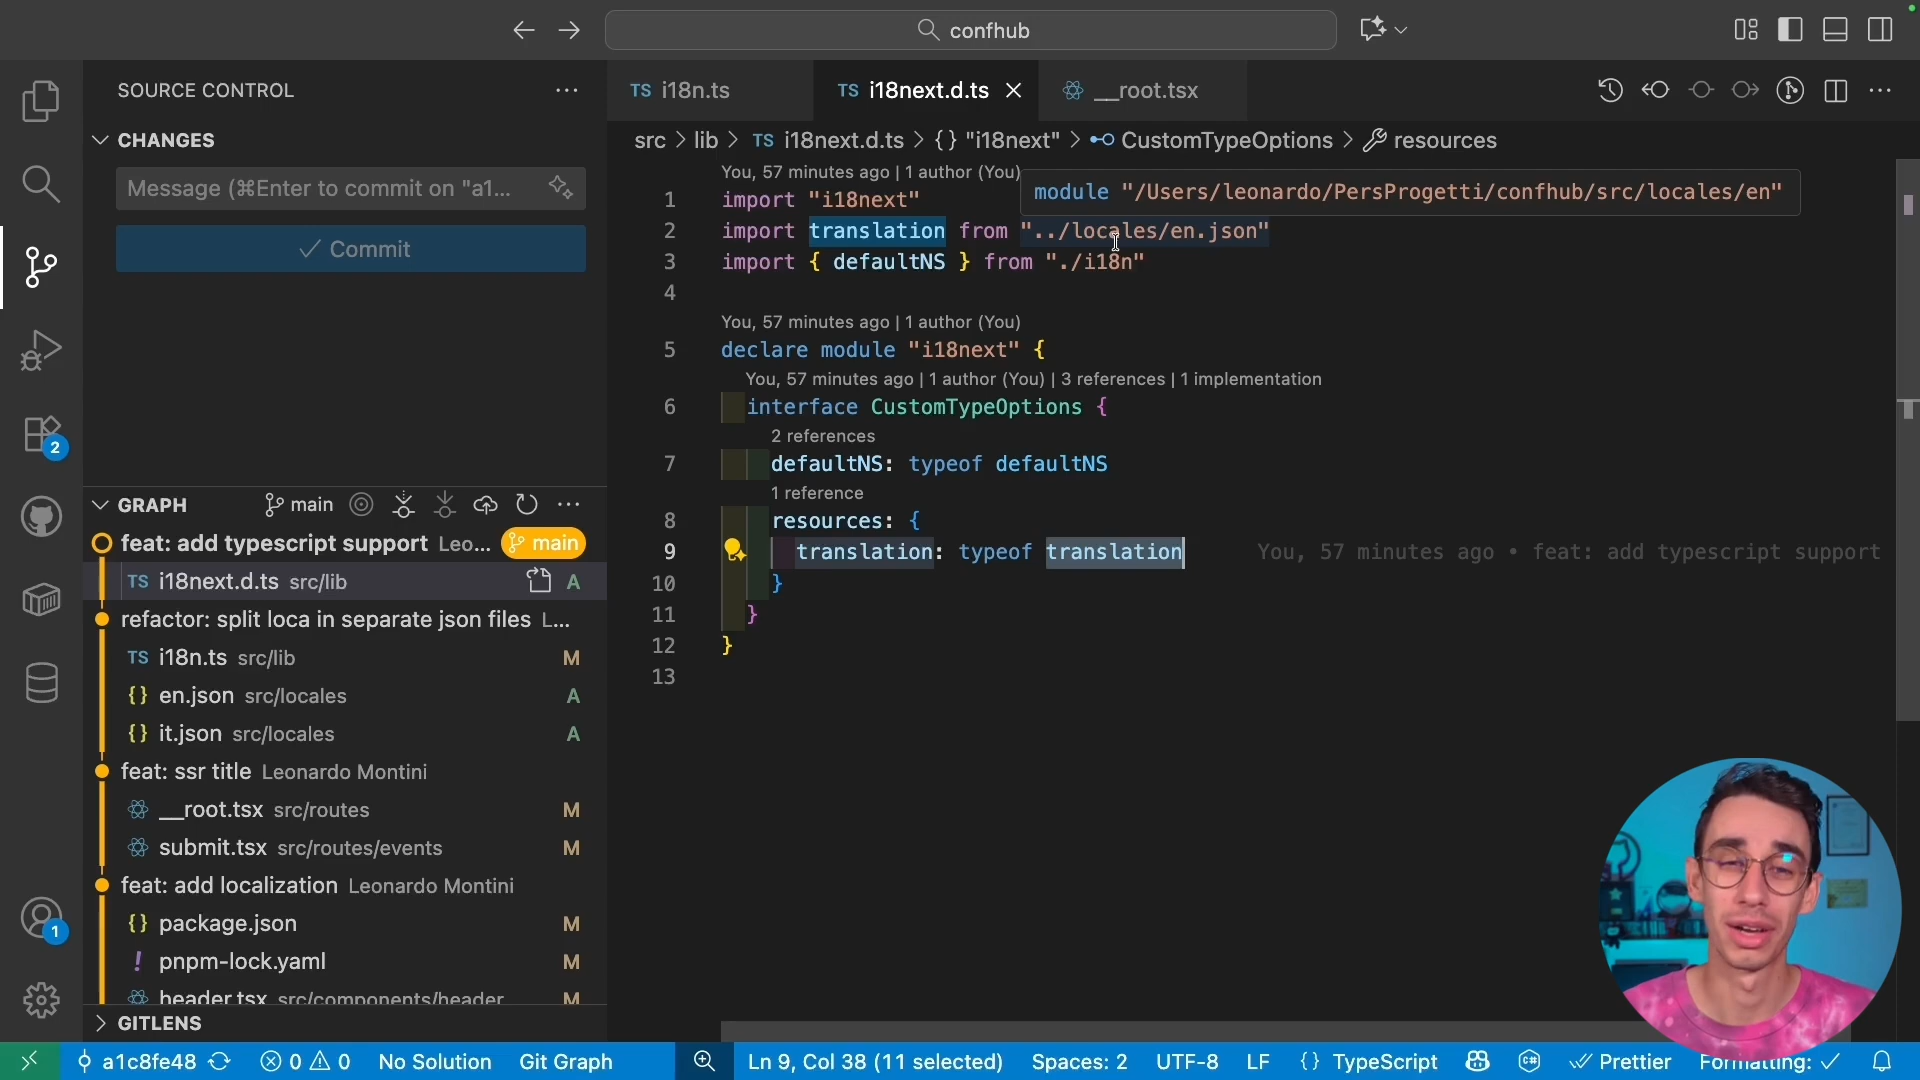 confhub
SOURCE CONTROL
CHANGES
Message (⌘Enter to commit on "a1...
Commit
GRAPH
main
feat: add typescript support Leo... main
TS i18next.d.ts src/lib A
refactor: split loca in separate json files L...
TS i18n.ts src/lib M
{} en.json src/locales A
{} it.json src/locales A
feat: ssr title Leonardo Montini
__root.tsx src/routes M
submit.tsx src/routes/events M
feat: add localization Leonardo Montini
{} package.json M
! pnpm-lock.yaml M
header.tsx src/components/header M
GITLENS
2
1
TS i18n.ts
TS i18next.d.ts
__root.tsx
src > lib > TS i18next.d.ts > {} "i18next" > CustomTypeOptions > resources
You, 57 minutes ago | 1 author (You)
module "/Users/leonardo/PersProgetti/confhub/src/locales/en"
1 import "i18next"
2 import translation from "../locales/en.json"
3 import { defaultNS } from "./i18n"
4
You, 57 minutes ago | 1 author (You)
5 declare module "i18next" {
You, 57 minutes ago | 1 author (You) | 3 references | 1 implementation
6 interface CustomTypeOptions {
2 references
7 defaultNS: typeof defaultNS
1 reference
8 resources: {
9 translation: typeof translation You, 57 minutes ago • feat: add typescript support
10 }
11 }
12 }
13
a1c8fe48 0 0 No Solution Git Graph Ln 9, Col 38 (11 selected) Spaces: 2 UTF-8 LF {} TypeScript Prettier Formatting: ✓